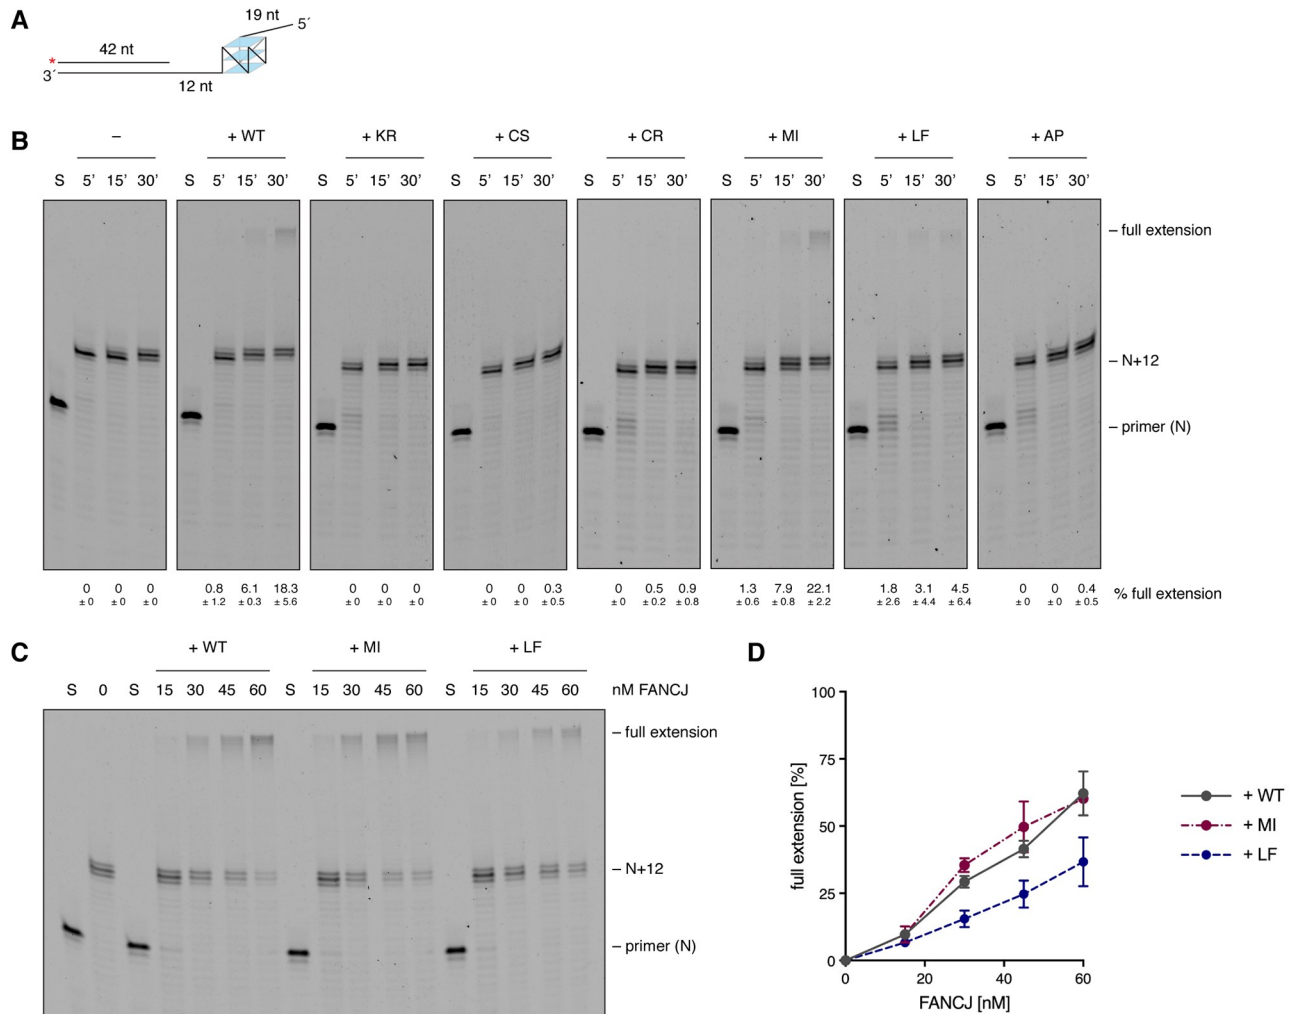 A
19 nt
5´
42 nt
*
3´
12 nt
B
– + WT + KR + CS + CR + MI + LF + AP
S 5’ 15’ 30’ S 5’ 15’ 30’ S 5’ 15’ 30’ S 5’ 15’ 30’ S 5’ 15’ 30’ S 5’ 15’ 30’ S 5’ 15’ 30’ S 5’ 15’ 30’
– full extension
– N+12
– primer (N)
0 0 0 0.8 6.1 18.3 0 0 0 0 0 0.3 0 0.5 0.9 1.3 7.9 22.1 1.8 3.1 4.5 0 0 0.4
± 0 ± 0 ± 0 ± 1.2 ± 0.3 ± 5.6 ± 0 ± 0 ± 0 ± 0 ± 0 ± 0.5 ± 0 ± 0.2 ± 0.8 ± 0.6 ± 0.8 ± 2.2 ± 2.6 ± 4.4 ± 6.4 ± 0 ± 0 ± 0.5
% full extension
C
+ WT + MI + LF
S 0 S 15 30 45 60 S 15 30 45 60 S 15 30 45 60 nM FANCJ
– full extension
– N+12
– primer (N)
D
100
75
50
25
0
full extension [%]
0 20 40 60
FANCJ [nM]
+ WT
+ MI
+ LF